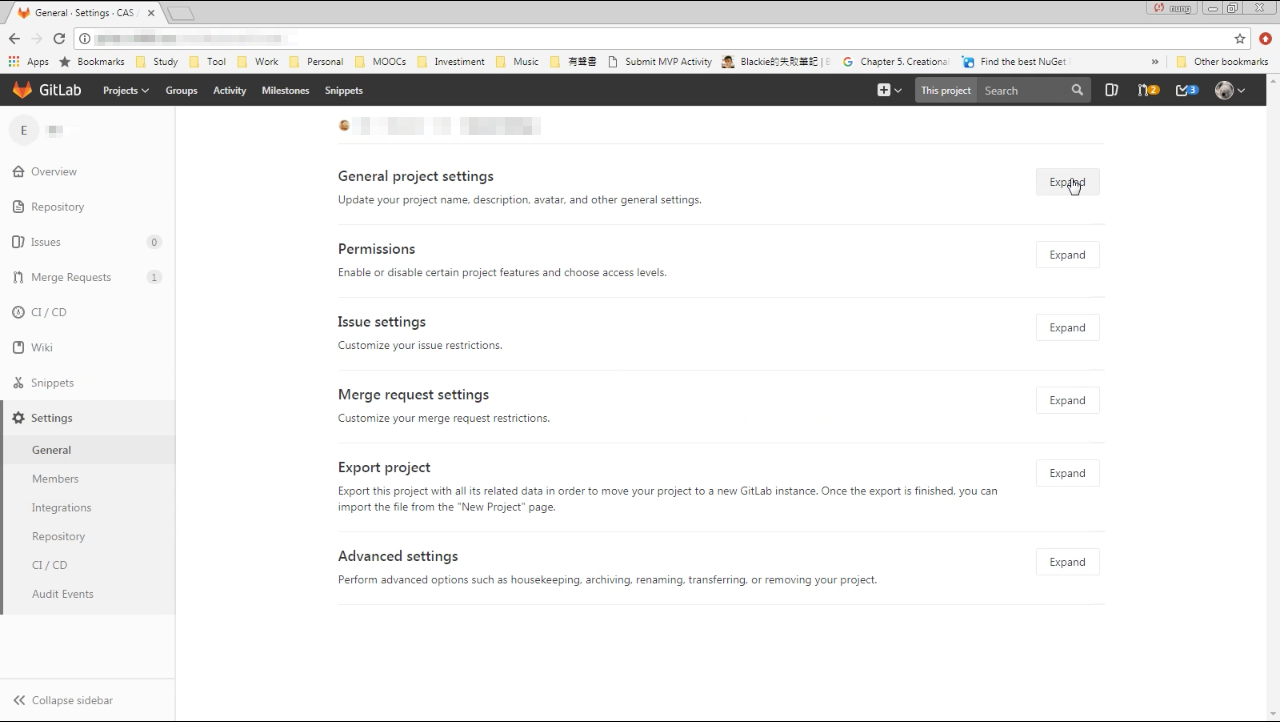 General · Settings · CAS
nung
Apps Bookmarks Study Tool Work Personal MOOCs Investiment Music 有聲書 Submit MVP Activity Blackie的失敗筆記 | B Chapter 5. Creational Find the best NuGet » Other bookmarks
GitLab Projects Groups Activity Milestones Snippets This project Search 2 3
E
Overview
Repository
Issues 0
Merge Requests 1
CI / CD
Wiki
Snippets
Settings
General
Members
Integrations
Repository
CI / CD
Audit Events
Collapse sidebar
General project settings Expand
Update your project name, description, avatar, and other general settings.
Permissions Expand
Enable or disable certain project features and choose access levels.
Issue settings Expand
Customize your issue restrictions.
Merge request settings Expand
Customize your merge request restrictions.
Export project Expand
Export this project with all its related data in order to move your project to a new GitLab instance. Once the export is finished, you can
import the file from the "New Project" page.
Advanced settings Expand
Perform advanced options such as housekeeping, archiving, renaming, transferring, or removing your project.